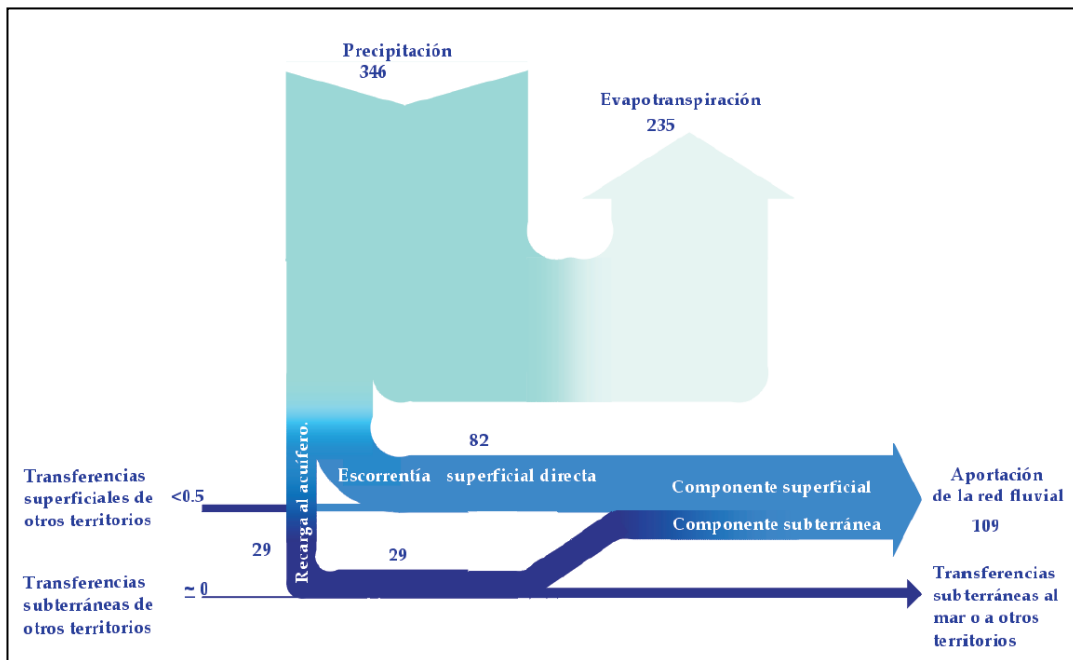 Precipitación
346
Evapotranspiración
235
82
Escorrentía superficial directa
Recarga al acuífero.
Componente superficial
Componente subterránea
Transferencias
superficiales de
otros territorios
<0.5
29
29
Aportación
de la red fluvial
109
Transferencias
subterráneas de
otros territorios
~ 0
Transferencias
subterráneas al
mar o a otros
territorios